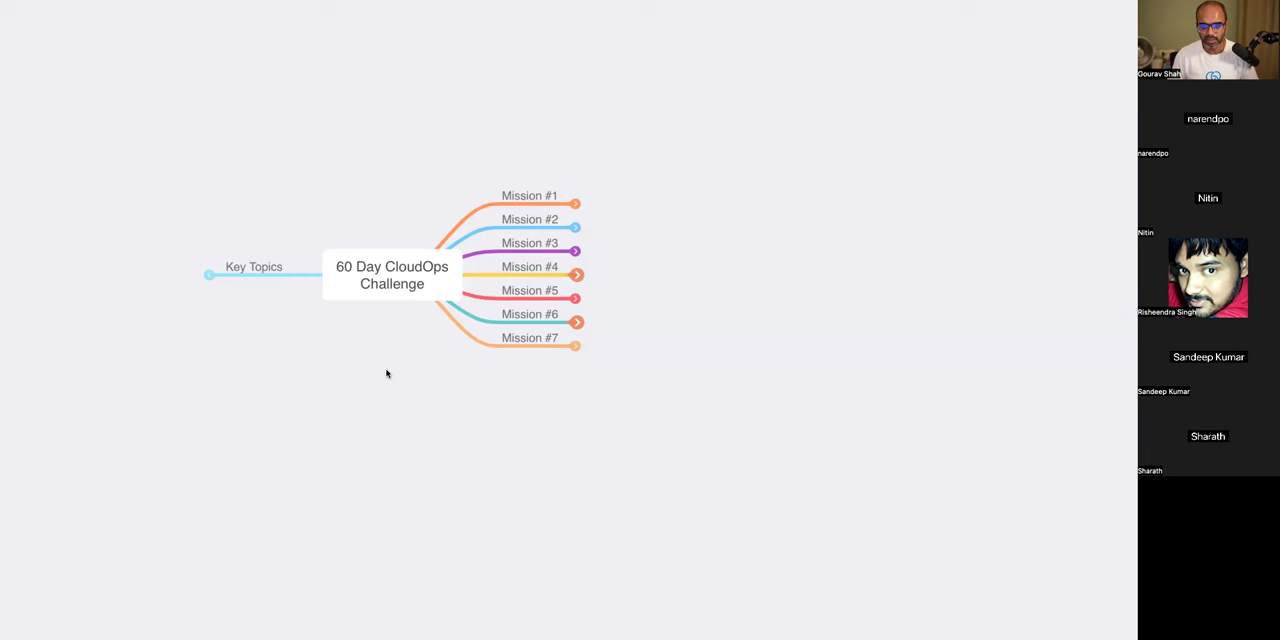 Mission #1
Mission #2
Mission #3
Key Topics
60 Day CloudOps
Challenge
Mission #4
Mission #5
Mission #6
Mission #7
Gourav Shah
narendpo
narendpo
Nitin
Nitin
Risheendra Singh
Sandeep Kumar
Sandeep Kumar
Sharath
Sharath